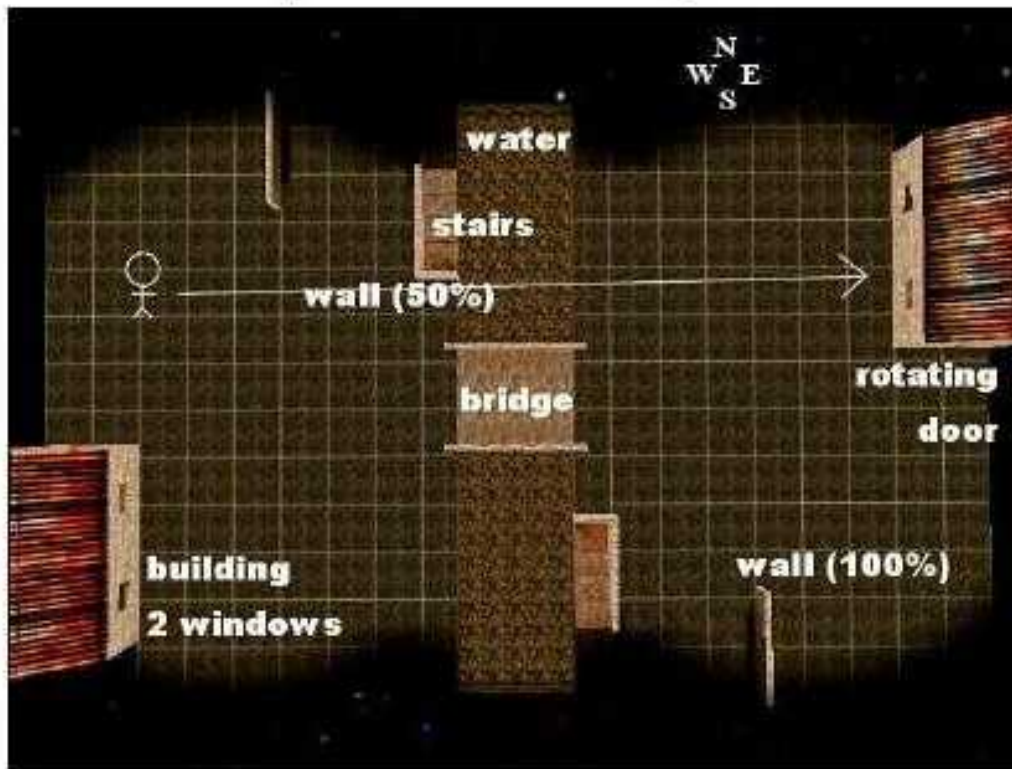 N
W E
S
water
stairs
wall (50%)
rotating
door
bridge
building
2 windows
wall (100%)